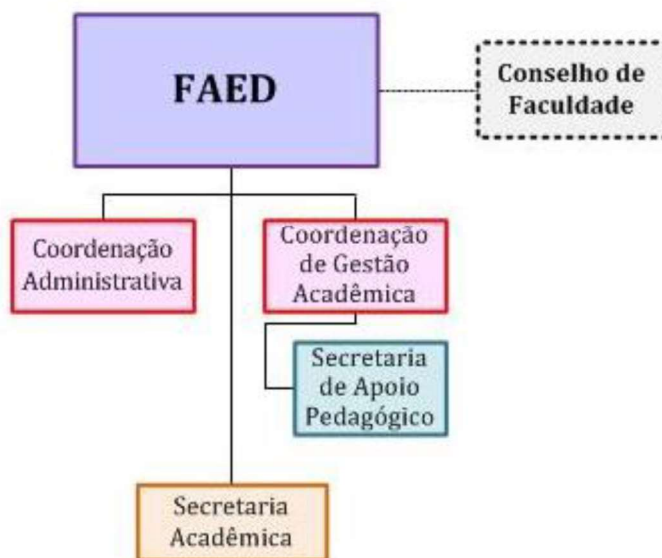 FAED
Conselho de
Faculdade
Coordenação
Administrativa
Coordenação
de Gestão
Acadêmica
Secretaria
de Apoio
Pedagógico
Secretaria
Acadêmica